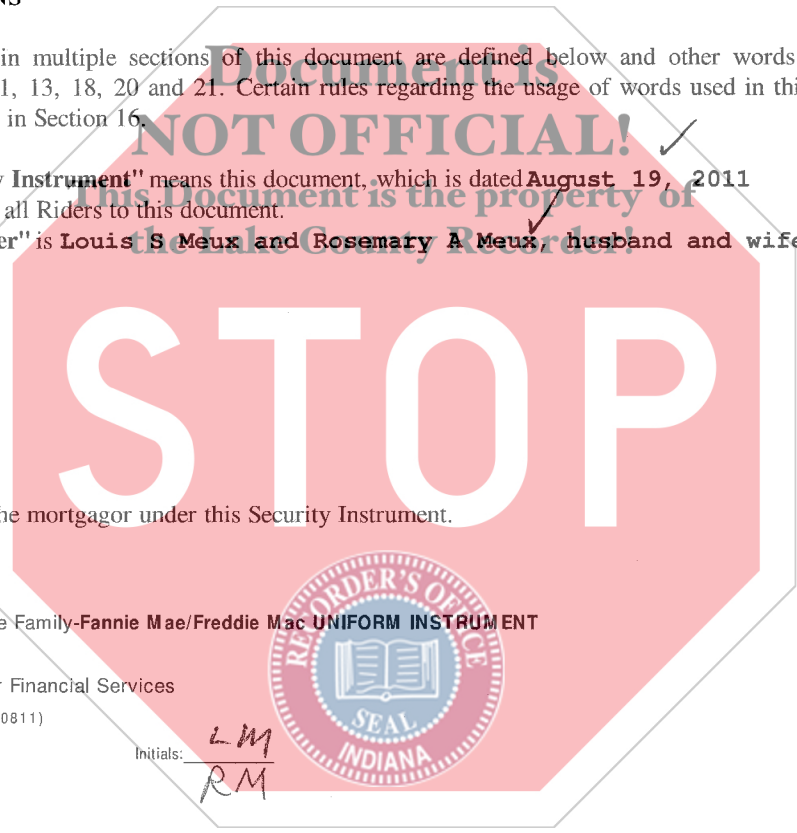 NS
in multiple sections of this document are defined below and other words
1, 13, 18, 20 and 21. Certain rules regarding the usage of words used in thi
in Section 16.
Document is
NOT OFFICIAL!
This Document is the property of
the Lake County Recorder!
y Instrument" means this document, which is dated August 19, 2011
all Riders to this document.
er" is Louis S Meux and Rosemary A Meux, husband and wife
STOP
he mortgagor under this Security Instrument.
e Family-Fannie Mae/Freddie Mac UNIFORM INSTRUMENT
r Financial Services
0811)
Initials: LM
RM
RECORDER'S OFFICE
SEAL
INDIANA